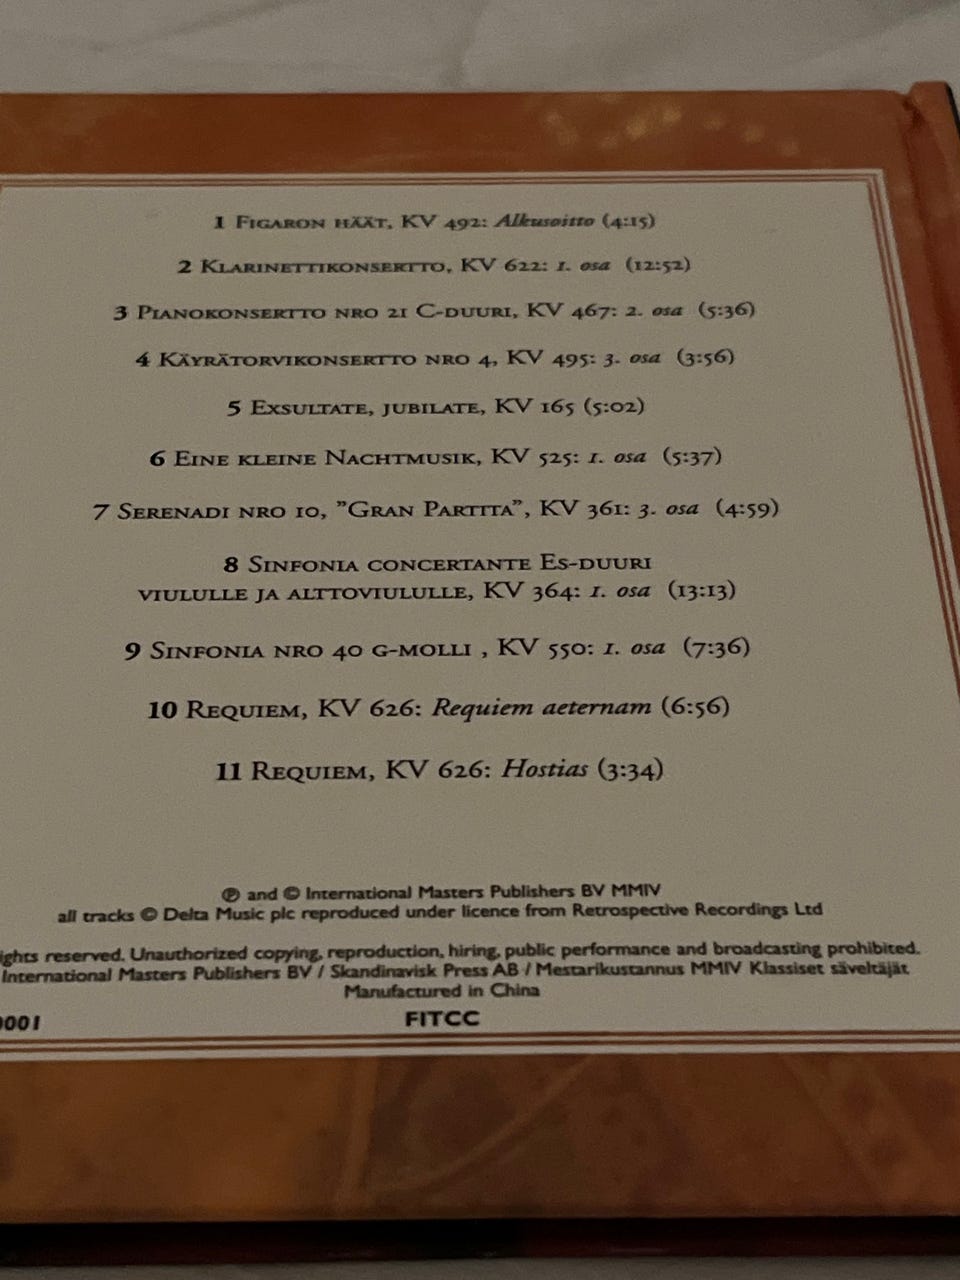 1 Figaron häät, KV 492: Alkusoitto (4:15)
2 Klarinettikonsertto, KV 622: 1. osa (12:52)
3 Pianokonsertto nro 21 C-duuri, KV 467: 2. osa (5:36)
4 Käyrätorvikonsertto nro 4, KV 495: 3. osa (3:56)
5 Exsultate, jubilate, KV 165 (5:02)
6 Eine kleine Nachtmusik, KV 525: 1. osa (5:37)
7 Serenadi nro 10, ”Gran Partita”, KV 361: 3. osa (4:59)
8 Sinfonia concertante Es-duuri
viululle ja alttoviululle, KV 364: 1. osa (13:13)
9 Sinfonia nro 40 g-molli , KV 550: 1. osa (7:36)
10 Requiem, KV 626: Requiem aeternam (6:56)
11 Requiem, KV 626: Hostias (3:34)
℗ and © International Masters Publishers BV MMIV
all tracks © Delta Music plc reproduced under licence from Retrospective Recordings Ltd
ights reserved. Unauthorized copying, reproduction, hiring, public performance and broadcasting prohibited.
International Masters Publishers BV / Skandinavisk Press AB / Mestarikustannus MMIV Klassiset säveltäjät
Manufactured in China
0001
FITCC